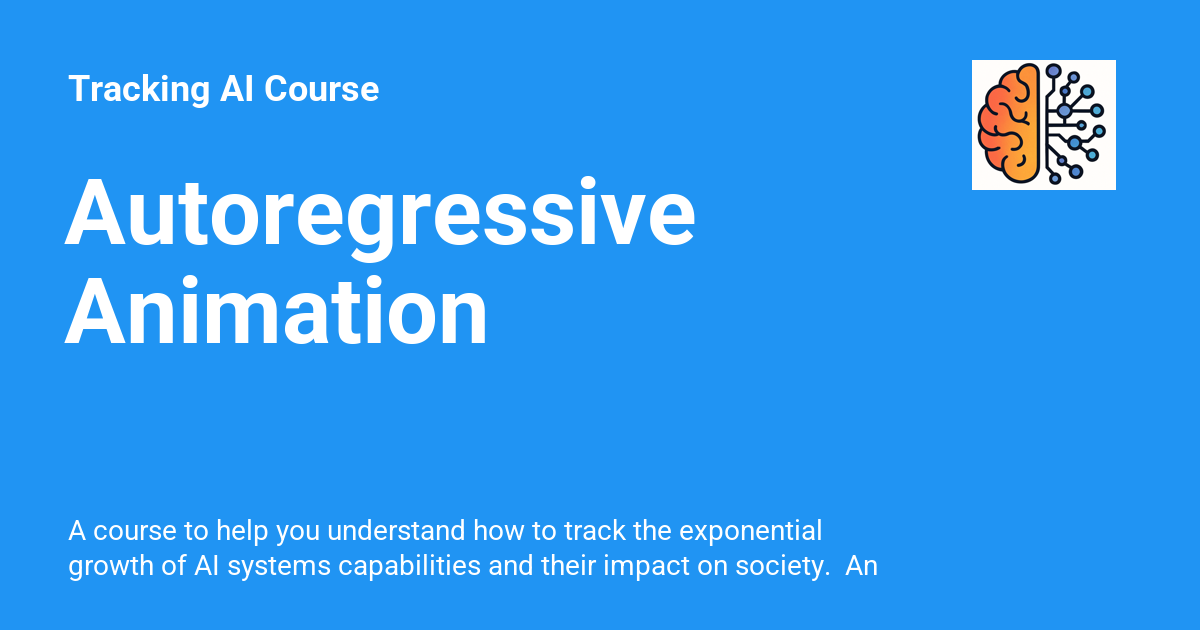 Tracking AI Course
Autoregressive
Animation
A course to help you understand how to track the exponential
growth of AI systems capabilities and their impact on society.  An